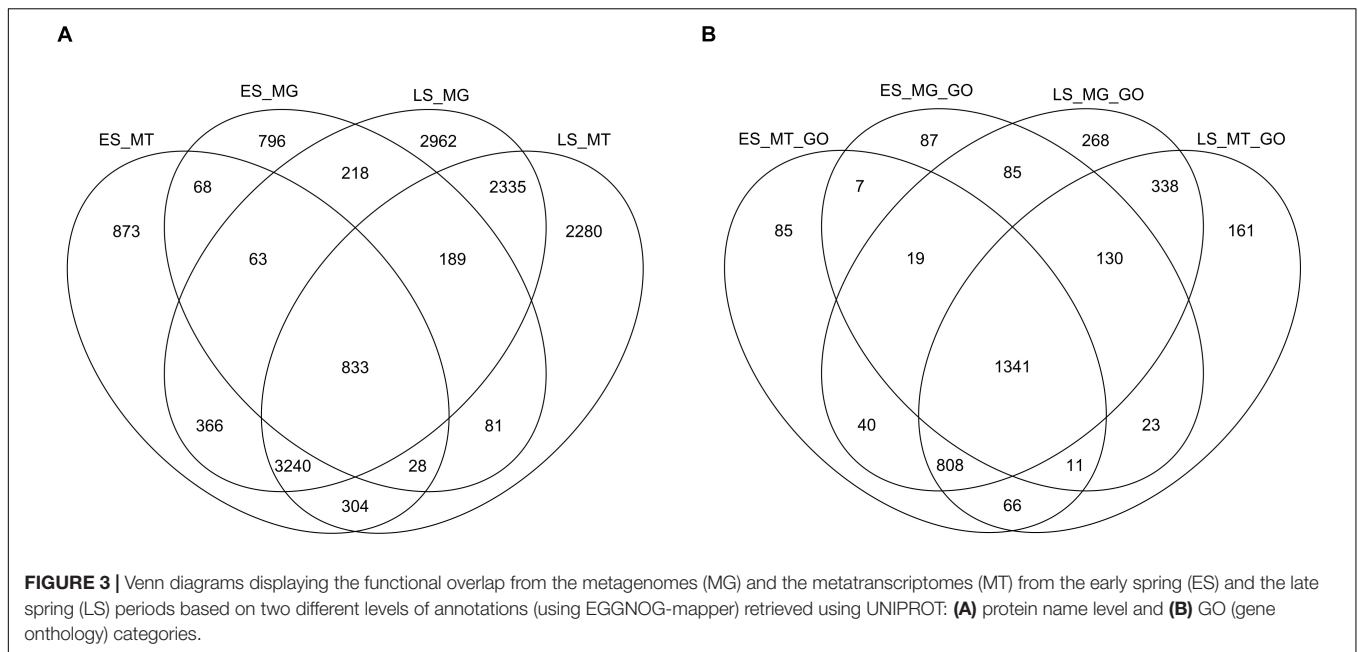 A
B
ES_MG
LS_MG
ES_MT
LS_MT
796
2962
218
68
2335
873
2280
63
189
833
366
81
3240
28
304
ES_MG_GO
LS_MG_GO
ES_MT_GO
LS_MT_GO
87
268
85
7
338
85
161
19
130
1341
40
23
808
11
66
FIGURE 3 | Venn diagrams displaying the functional overlap from the metagenomes (MG) and the metatranscriptomes (MT) from the early spring (ES) and the late
spring (LS) periods based on two different levels of annotations (using EGGNOG-mapper) retrieved using UNIPROT: (A) protein name level and (B) GO (gene
onthology) categories.